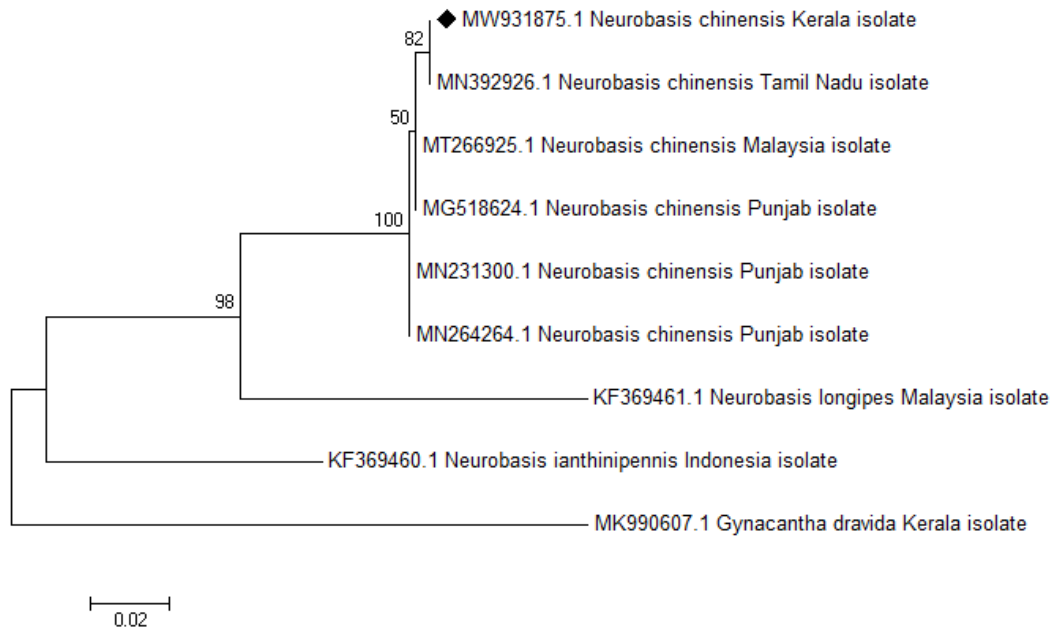 MW931875.1 Neurobasis chinensis Kerala isolate
82
MN392926.1 Neurobasis chinensis Tamil Nadu isolate
50
MT266925.1 Neurobasis chinensis Malaysia isolate
MG518624.1 Neurobasis chinensis Punjab isolate
100
MN231300.1 Neurobasis chinensis Punjab isolate
98
MN264264.1 Neurobasis chinensis Punjab isolate
KF369461.1 Neurobasis longipes Malaysia isolate
KF369460.1 Neurobasis ianthinipennis Indonesia isolate
MK990607.1 Gynacantha dravida Kerala isolate
0.02